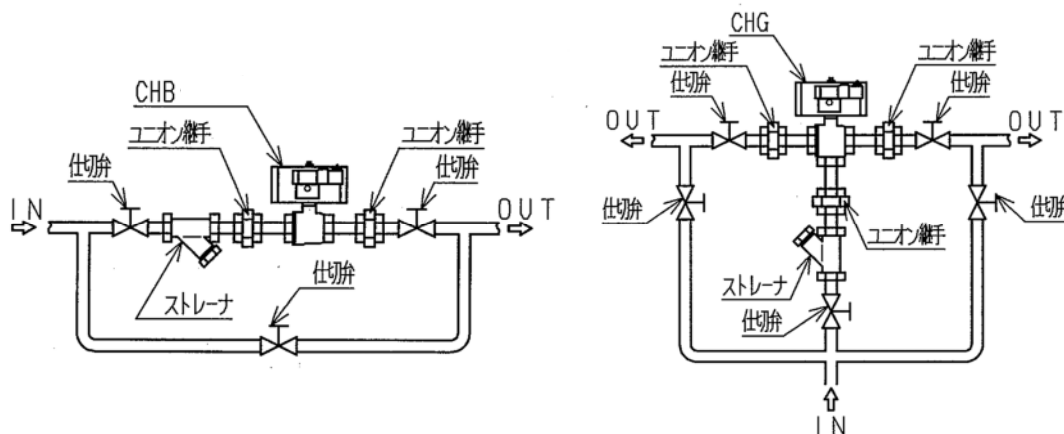 CHB
ユニオン継手
ユニオン継手
仕切弁
仕切弁
IN
OUT
ストレーナ
仕切弁
CHG
ユニオン継手
ユニオン継手
仕切弁
仕切弁
OUT
OUT
仕切弁
仕切弁
ユニオン継手
ストレーナ
仕切弁
IN